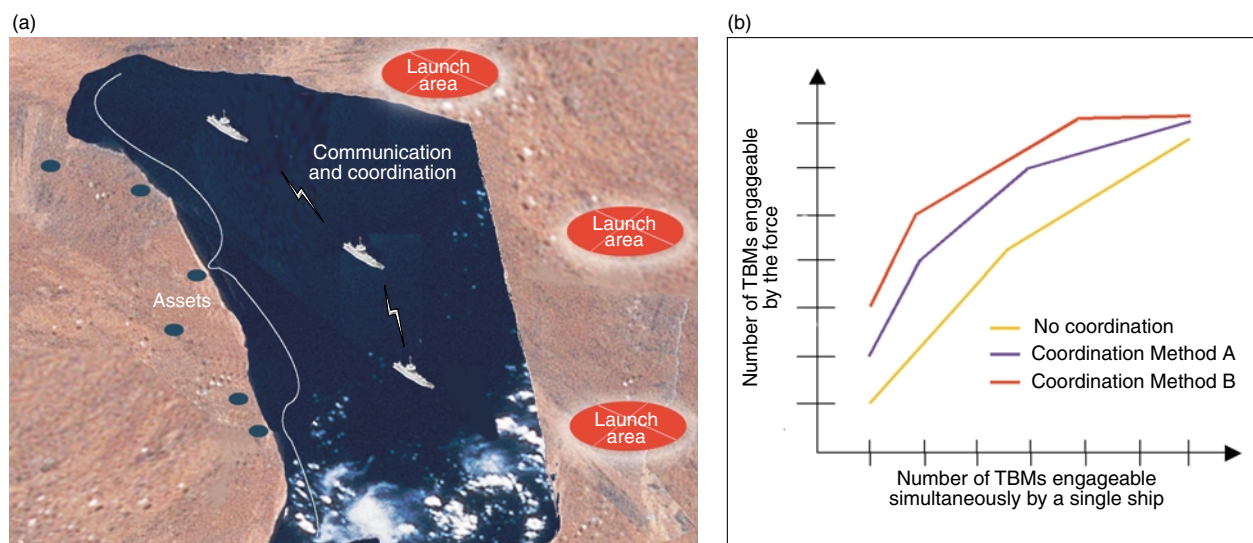 (a)
Launch
area
Communication
and coordination
Launch
area
Assets
Launch
area
(b)
Number of TBMs engageable
by the force
No coordination
Coordination Method A
Coordination Method B
Number of TBMs engageable
simultaneously by a single ship